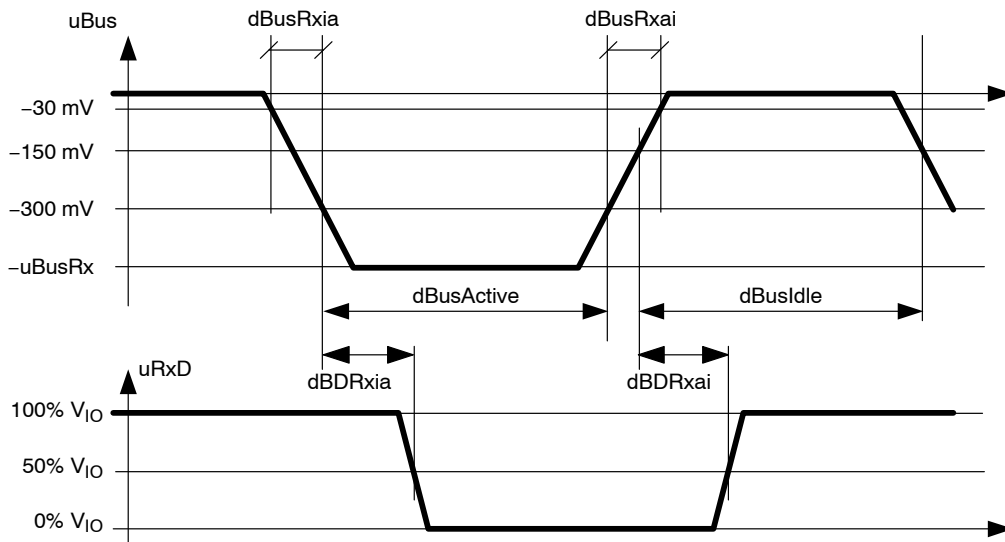 uBus
dBusRxia
dBusRxai
–30 mV
–150 mV
–300 mV
–uBusRx
dBusActive
dBusIdle
uRxD
dBDRxia
dBDRxai
100% VIO
50% VIO
0% VIO